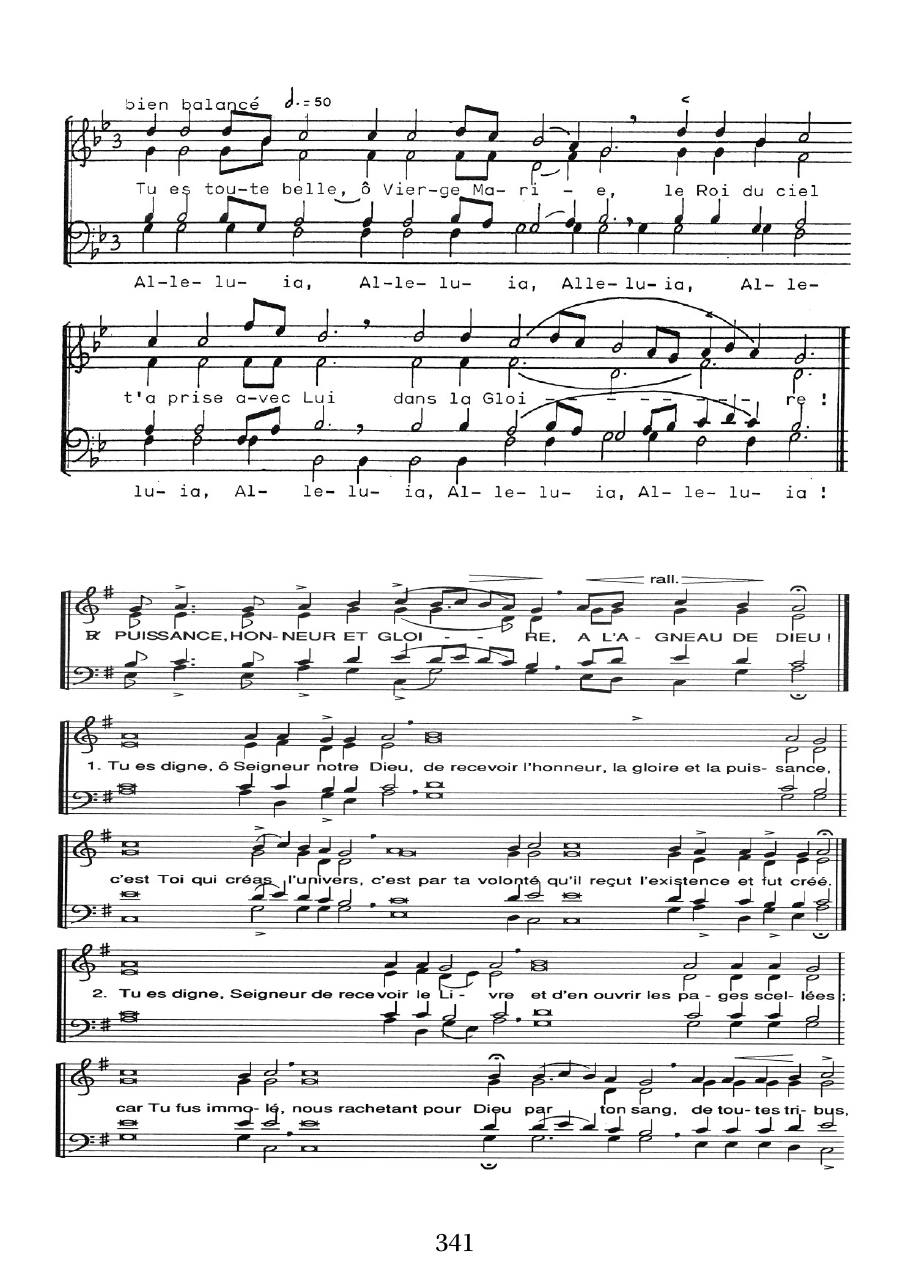 bien balancé 𝅗𝅥. = 50
Tu es tou-te belle, ô Vier-ge Ma- ri - e, le Roi du ciel
Al-le- lu- ia, Al-le- lu- ia, Alle-lu-ia, Al- le-
t'a prise a-vec Lui dans la Gloi - - - - - - - re !
lu- ia, Al- le- lu- ia, Al- le- lu- ia, Al- le- lu- ia !
rall.
℟ PUISSANCE, HON-NEUR ET GLOI - - RE, A L'A-GNEAU DE DIEU !
1. Tu es digne, ô Seigneur notre Dieu, de recevoir l'honneur, la gloire et la puis- sance,
c'est Toi qui créas l'univers, c'est par ta volonté qu'il reçut l'existence et fut créé.
2. Tu es digne, Seigneur de recevoir le Li - vre et d'en ouvrir les pa - ges scel- lées ;
car Tu fus immo- lé, nous rachetant pour Dieu par ton sang, de tou- tes tri- bus,
341